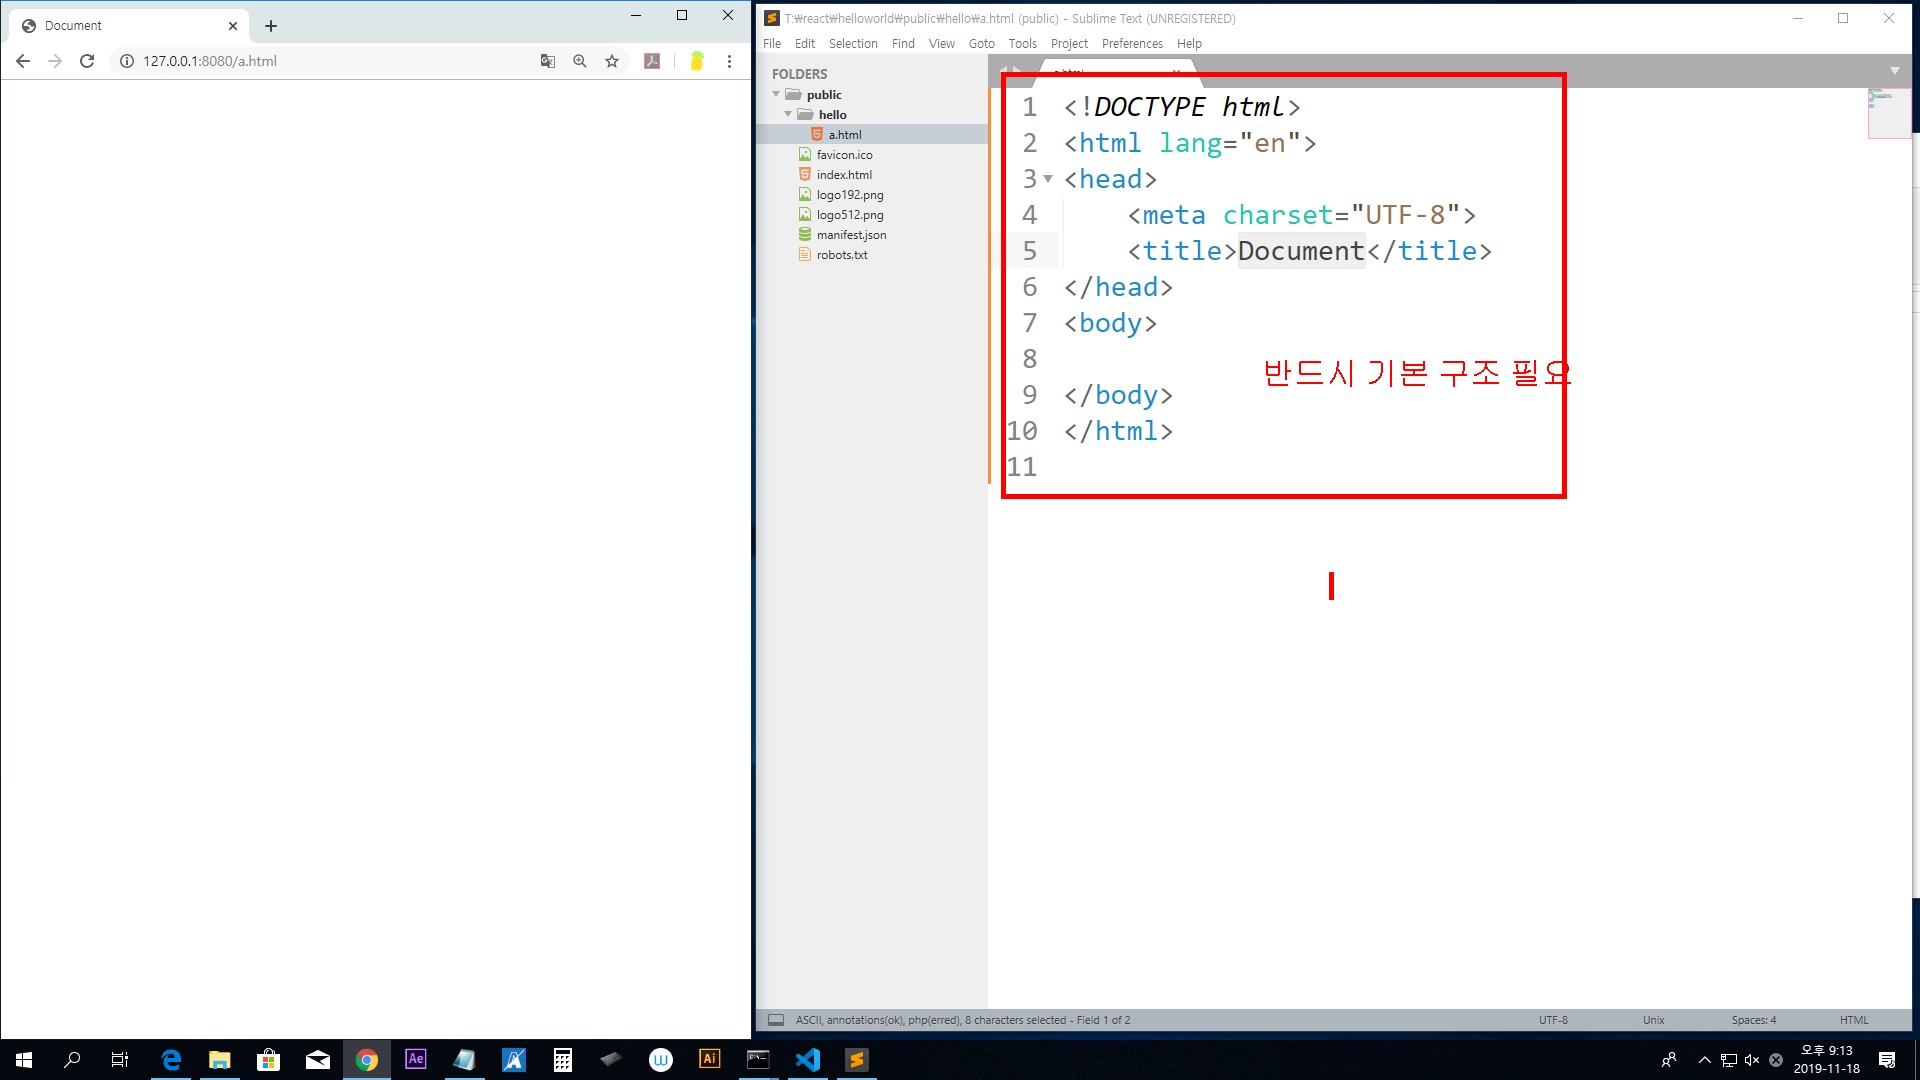 Document
127.0.0.1:8080/a.html
T:₩react₩helloworld₩public₩hello₩a.html (public) - Sublime Text (UNREGISTERED)
File Edit Selection Find View Goto Tools Project Preferences Help
FOLDERS
public
hello
a.html
favicon.ico
index.html
logo192.png
logo512.png
manifest.json
robots.txt
1 <!DOCTYPE html>
2 <html lang="en">
3 <head>
4 <meta charset="UTF-8">
5 <title>Document</title>
6 </head>
7 <body>
8
9 </body>
10 </html>
11
반드시 기본 구조 필요
ASCII, annotations(ok), php(erred), 8 characters selected - Field 1 of 2
UTF-8 Unix Spaces: 4 HTML
Ae
Ai
오후 9:13
2019-11-18